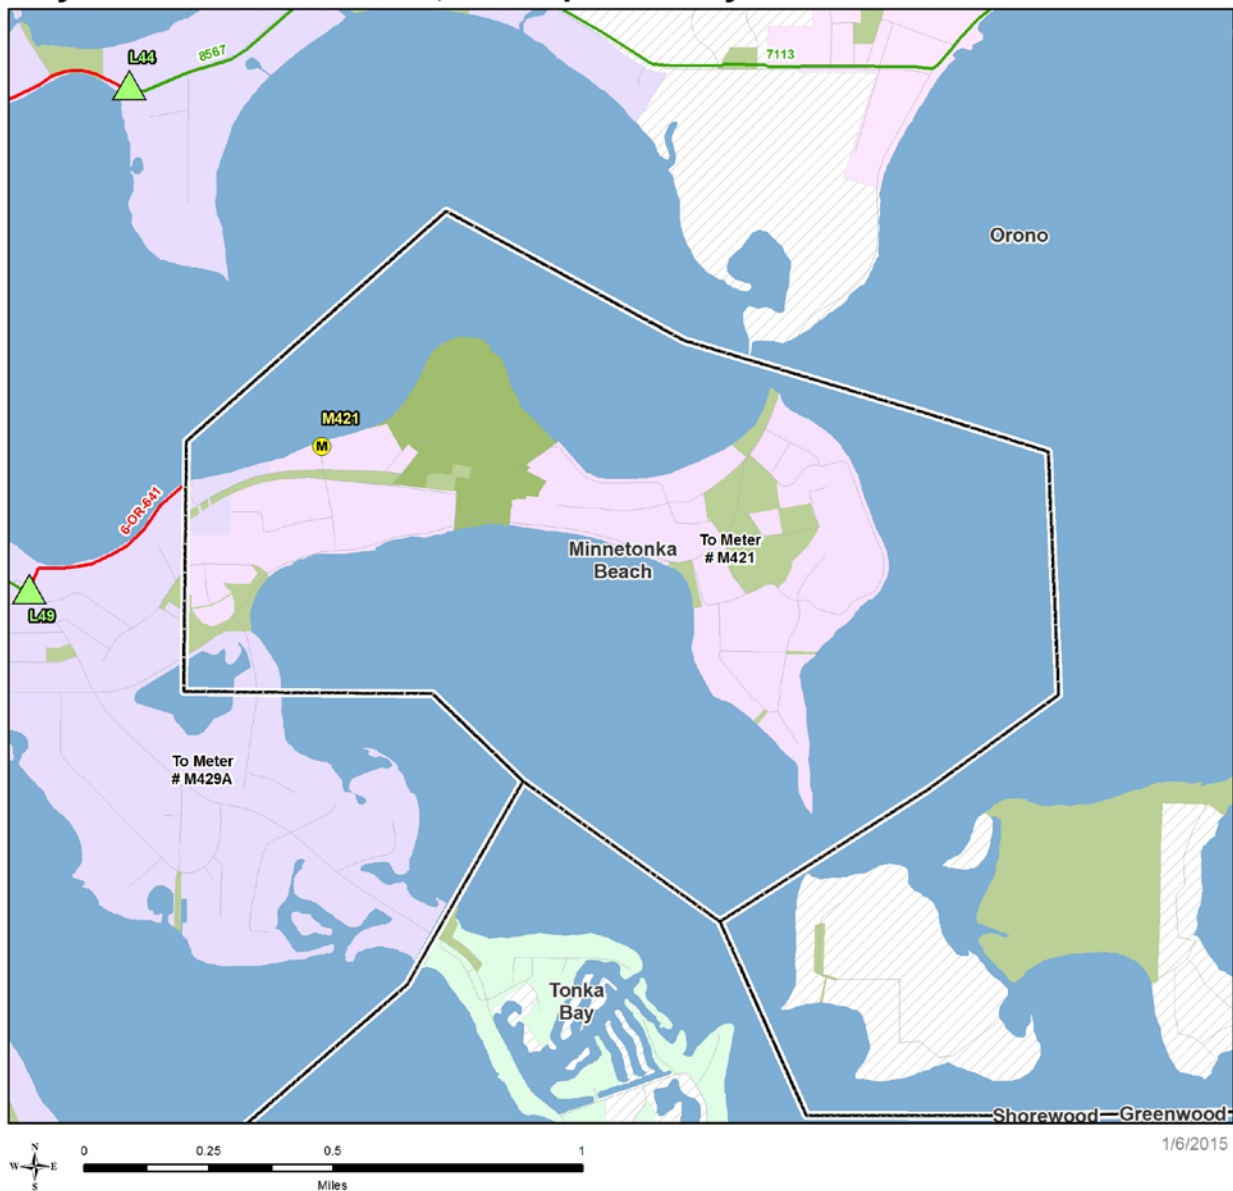 L44
8567
7113
Orono
M421
M
6-OR-641
To Meter
# M421
Minnetonka
Beach
L49
To Meter
# M429A
Tonka
Bay
Shorewood
Greenwood
1/6/2015
N
W
E
S
0
0.25
0.5
1
Miles